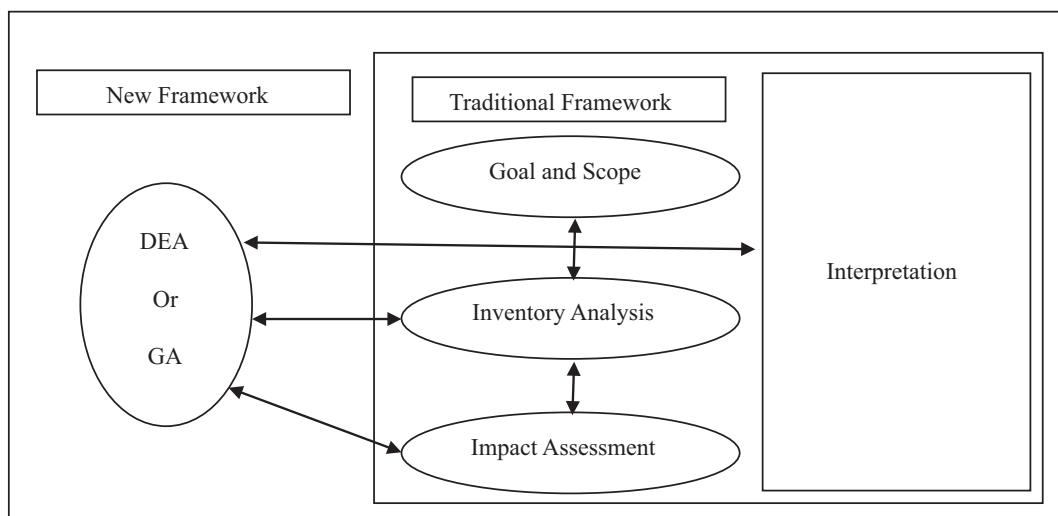 New Framework
Traditional Framework
Goal and Scope
DEA
Or
GA
Interpretation
Inventory Analysis
Impact Assessment